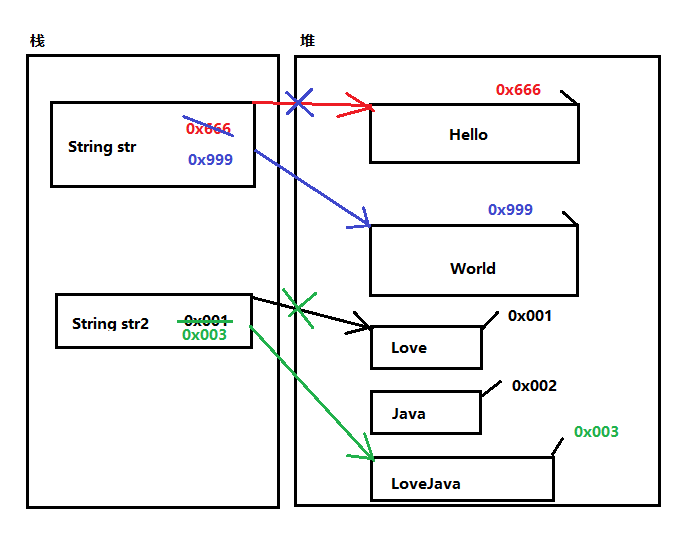 栈
堆
String str
0x666
0x999
0x666
Hello
0x999
World
String str2
0x001
0x003
0x001
Love
0x002
Java
0x003
LoveJava